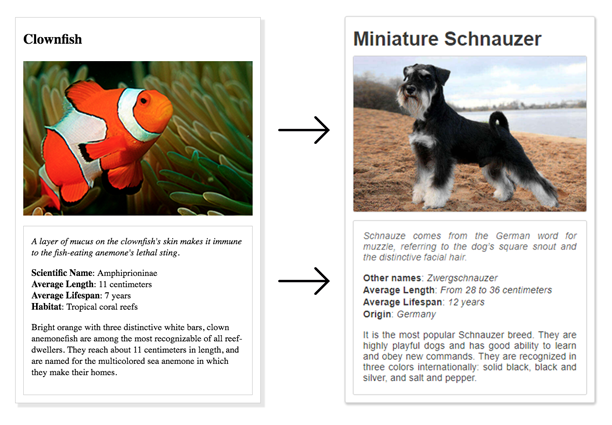 Clownfish
A layer of mucus on the clownfish's skin makes it immune
to the fish-eating anemone's lethal sting.
Scientific Name: Amphiprioninae
Average Length: 11 centimeters
Average Lifespan: 7 years
Habitat: Tropical coral reefs
Bright orange with three distinctive white bars, clown
anemonefish are among the most recognizable of all reef-
dwellers. They reach about 11 centimeters in length, and
are named for the multicolored sea anemone in which
they make their homes.
Miniature Schnauzer
Schnauze comes from the German word for
muzzle, referring to the dog's square snout and
the distinctive facial hair.
Other names: Zwergschnauzer
Average Length: From 28 to 36 centimeters
Average Lifespan: 12 years
Origin: Germany
It is the most popular Schnauzer breed. They are
highly playful dogs and has good ability to learn
and obey new commands. They are recognized in
three colors internationally: solid black, black and
silver, and salt and pepper.